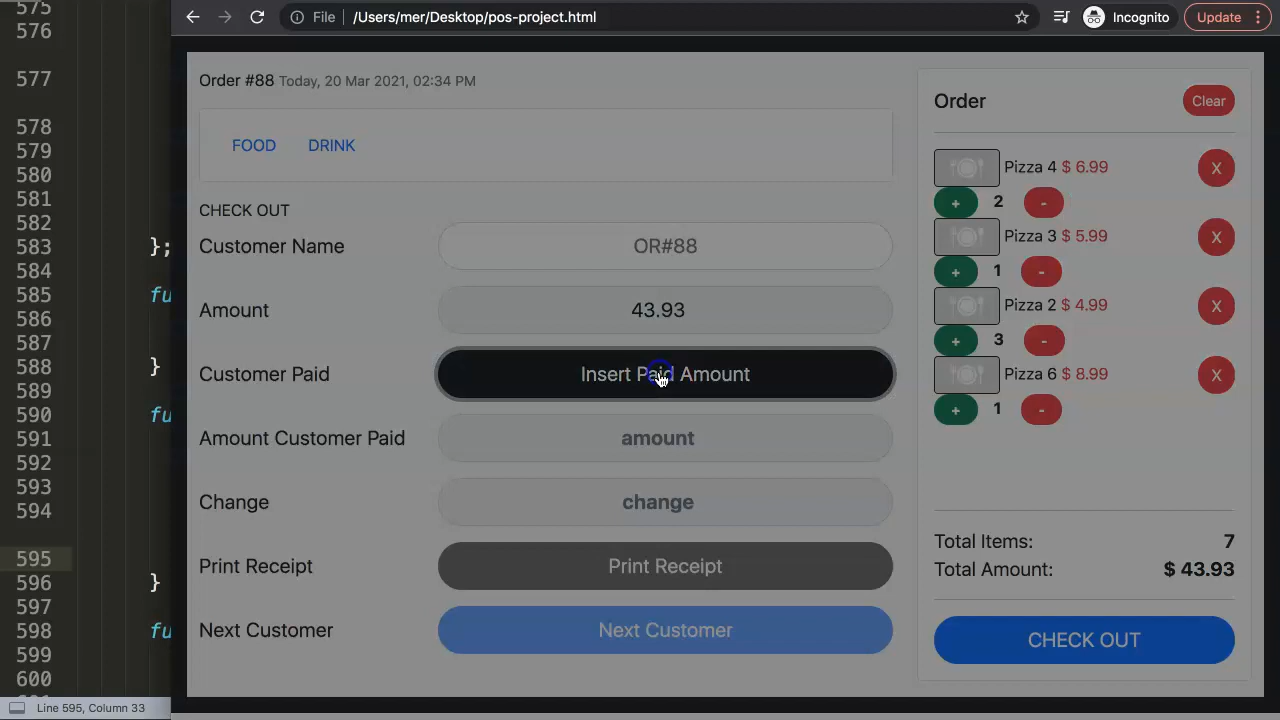 575
576
577
578
579
580
581
582
583 };
584
585 fu
586
587
588 }
589
590 fu
591
592
593
594
595
596 }
597
598 fu
599
600
Line 595, Column 33
File /Users/mer/Desktop/pos-project.html
Incognito
Update
Order #88 Today, 20 Mar 2021, 02:34 PM
FOOD DRINK
CHECK OUT
Customer Name OR#88
Amount 43.93
Customer Paid Insert Paid Amount
Amount Customer Paid amount
Change change
Print Receipt Print Receipt
Next Customer Next Customer
Order Clear
Pizza 4 $ 6.99 X
+ 2 -
Pizza 3 $ 5.99 X
+ 1 -
Pizza 2 $ 4.99 X
+ 3 -
Pizza 6 $ 8.99 X
+ 1 -
Total Items: 7
Total Amount: $ 43.93
CHECK OUT